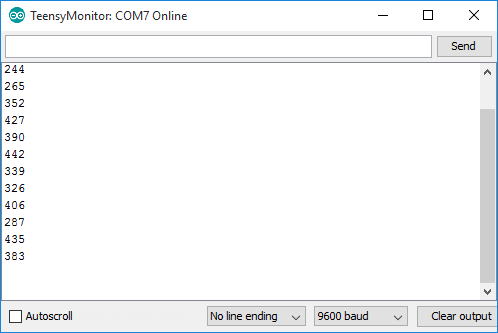 TeensyMonitor: COM7 Online
Send
244
265
352
427
390
442
339
326
406
287
435
383
Autoscroll
No line ending
9600 baud
Clear output